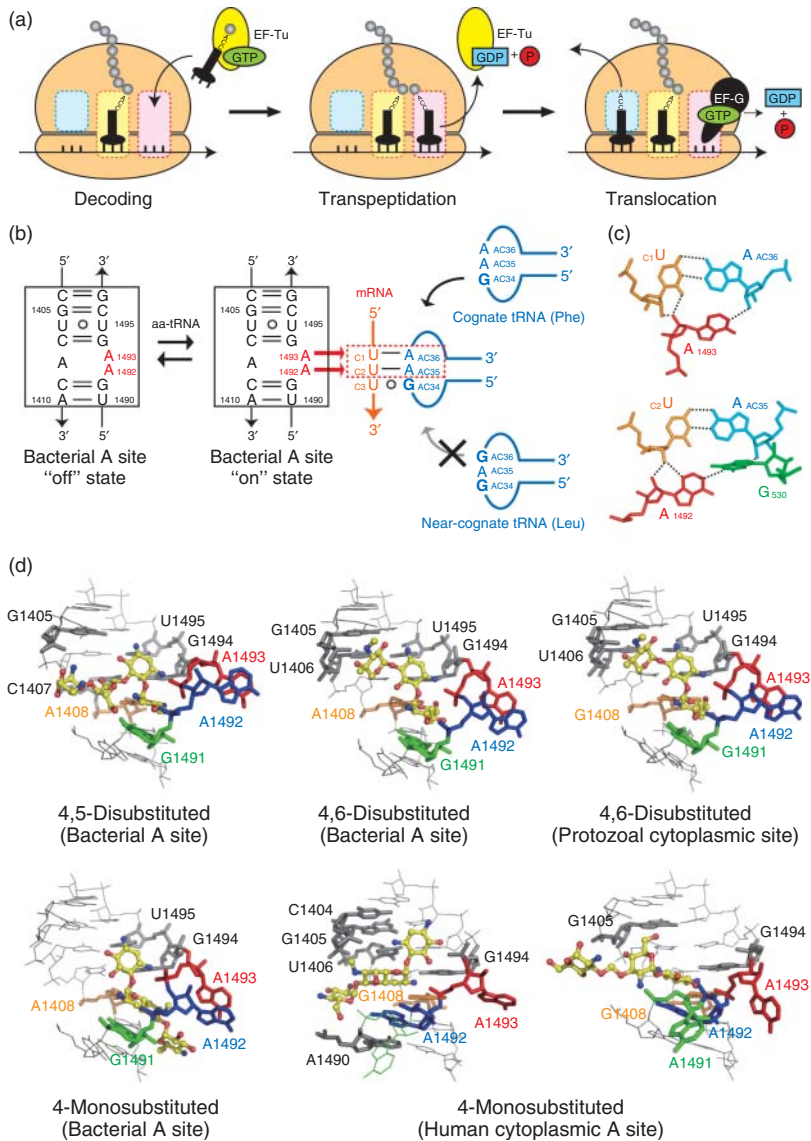 (a)
EF-Tu
GTP
EF-Tu
GDP + P
A C C
EF-G
GTP
GDP
+
P
Decoding
Transpeptidation
Translocation
(b)
5′ 3′
C G
1405 G C
U U 1495
C G
A 1493
A A 1492
C G
1410 A U 1490
3′ 5′
Bacterial A site
“off” state
aa-tRNA
5′ 3′
C G
1405 G C
U U 1495
C G
1493 A
A 1492 A
C G
1410 A U 1490
3′ 5′
Bacterial A site
“on” state
mRNA
5′
C1 U A AC36 3′
C2 U A AC35
C3 U G AC34 5′
3′
A AC36 3′
A AC35
G AC34 5′
Cognate tRNA (Phe)
G AC36 3′
A AC35
G AC34 5′
Near-cognate tRNA (Leu)
(c)
C1 U A AC36
A 1493
C2 U A AC35
G 530
A 1492
(d)
G1405
U1495
G1494
A1493
C1407
A1408
A1492
G1491
4,5-Disubstituted
(Bacterial A site)
G1405
U1495
G1494
U1406
A1493
A1408
A1492
G1491
4,6-Disubstituted
(Bacterial A site)
G1405
U1495
G1494
U1406
A1493
G1408
A1492
G1491
4,6-Disubstituted
(Protozoal cytoplasmic site)
U1495
G1494
A1493
A1408
A1492
G1491
4-Monosubstituted
(Bacterial A site)
C1404
G1405
U1406
G1494
G1408
A1493
A1492
A1490
G1405
G1494
A1493
G1408
A1492
A1491
4-Monosubstituted
(Human cytoplasmic A site)